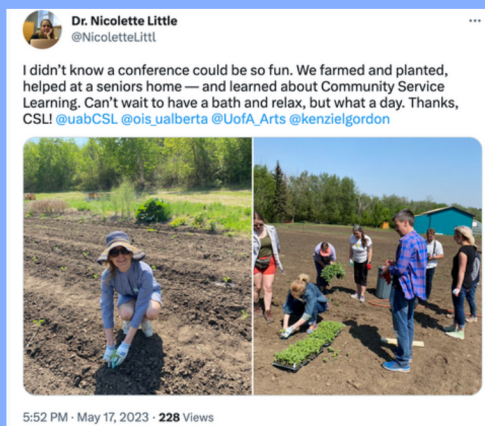 Dr. Nicolette Little
@NicoletteLittl
I didn't know a conference could be so fun. We farmed and planted,
helped at a seniors home — and learned about Community Service
Learning. Can't wait to have a bath and relax, but what a day. Thanks,
CSL! @uabCSL @ois_ualberta @UofA_Arts @kenzielgordon
5:52 PM · May 17, 2023 · 228 Views